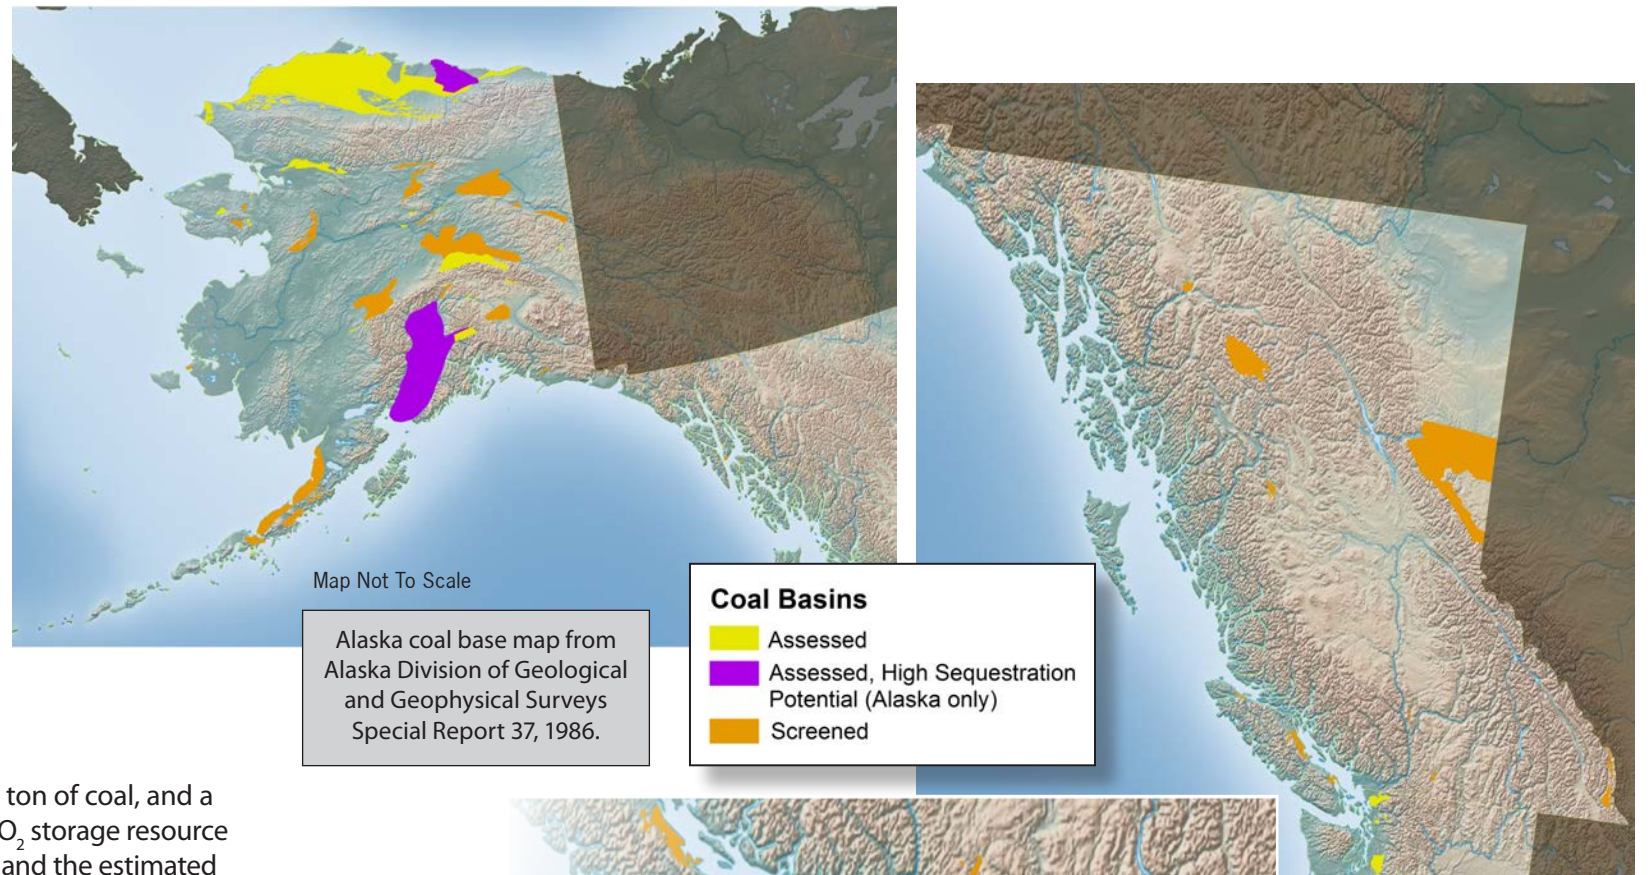 Map Not To Scale
Alaska coal base map from
Alaska Division of Geological
and Geophysical Surveys
Special Report 37, 1986.
Coal Basins
Assessed
Assessed, High Sequestration
Potential (Alaska only)
Screened
ton of coal, and a
O₂ storage resource
and the estimated